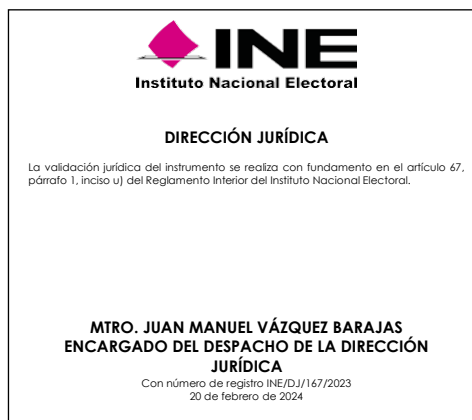 INE
Instituto Nacional Electoral
DIRECCIÓN JURÍDICA
La validación jurídica del instrumento se realiza con fundamento en el artículo 67,
párrafo 1, inciso u) del Reglamento Interior del Instituto Nacional Electoral.
MTRO. JUAN MANUEL VÁZQUEZ BARAJAS
ENCARGADO DEL DESPACHO DE LA DIRECCIÓN
JURÍDICA
Con número de registro INE/DJ/167/2023
20 de febrero de 2024